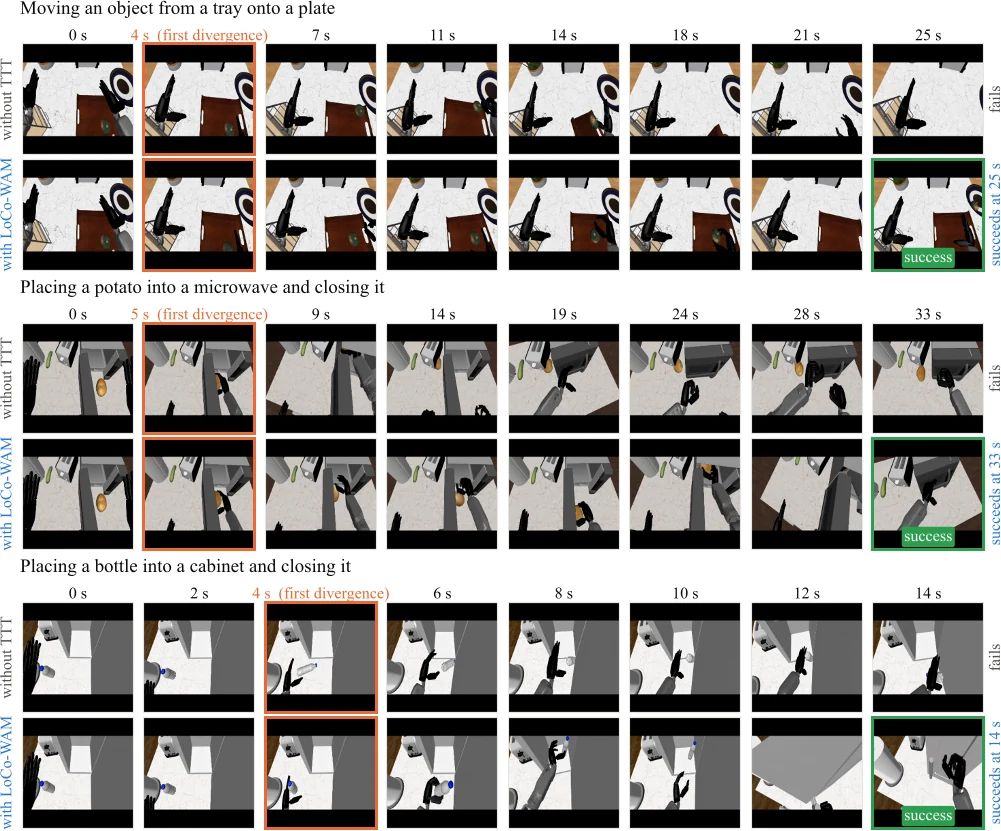 Moving an object from a tray onto a plate
0 s 4 s (first divergence) 7 s 11 s 14 s 18 s 21 s 25 s
without TTT
fails
with LoCo-WAM
success
succeeds at 25 s
Placing a potato into a microwave and closing it
0 s 5 s (first divergence) 9 s 14 s 19 s 24 s 28 s 33 s
without TTT
fails
with LoCo-WAM
success
succeeds at 33 s
Placing a bottle into a cabinet and closing it
0 s 2 s 4 s (first divergence) 6 s 8 s 10 s 12 s 14 s
without TTT
fails
with LoCo-WAM
success
succeeds at 14 s